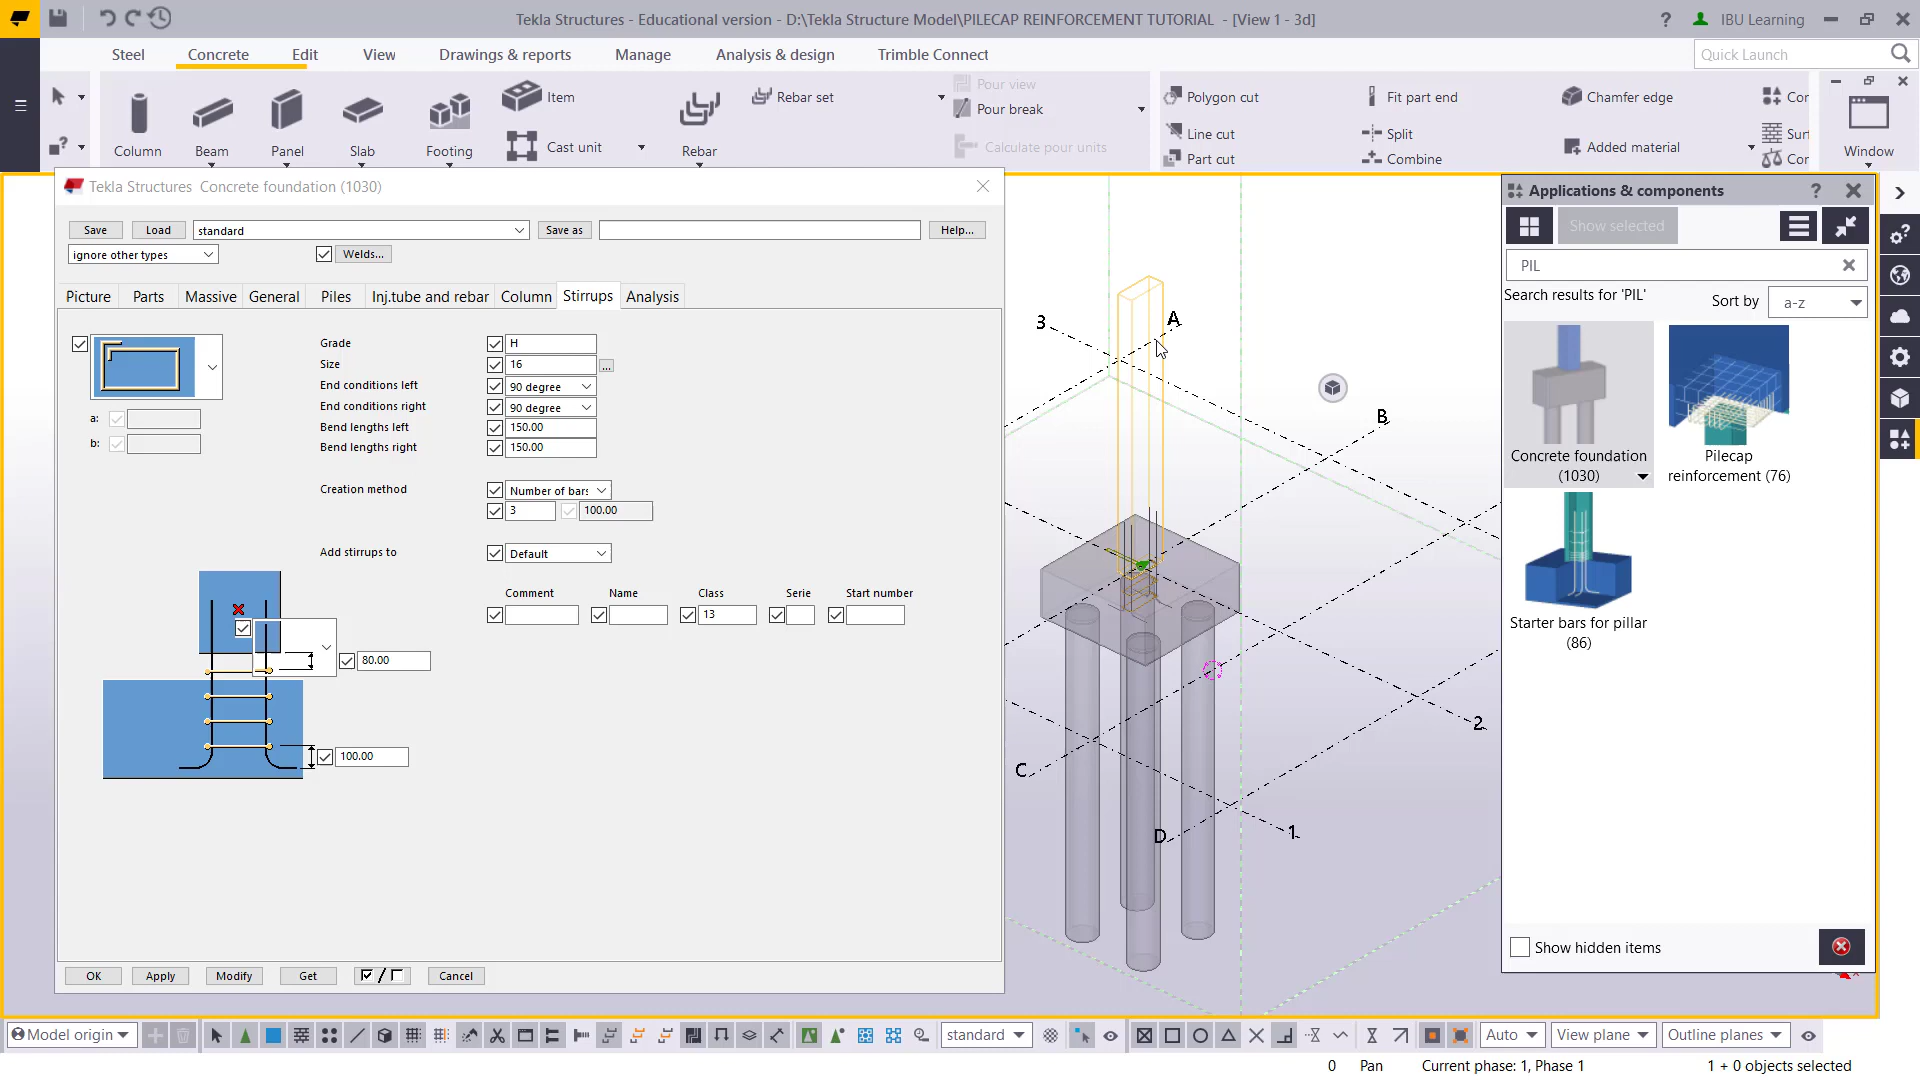 Tekla Structures - Educational version - D:\Tekla Structure Model\PILECAP REINFORCEMENT TUTORIAL - [View 1 - 3d]
? IBU Learning
Steel Concrete Edit View Drawings & reports Manage Analysis & design Trimble Connect
Quick Launch
Column Beam Panel Slab Footing
Item
Cast unit
Rebar
Rebar set
Pour view
Pour break
Calculate pour units
Polygon cut
Line cut
Part cut
Fit part end
Split
Combine
Chamfer edge
Added material
Cor
Surf
Cor
Window
Tekla Structures Concrete foundation (1030)
Save Load standard Save as Help...
ignore other types Welds...
Picture Parts Massive General Piles Inj.tube and rebar Column Stirrups Analysis
a:
b:
Grade H
Size 16 ...
End conditions left 90 degree
End conditions right 90 degree
Bend lengths left 150.00
Bend lengths right 150.00
Creation method Number of bars
3 100.00
Add stirrups to Default
Comment Name Class Serie Start number
13
80.00
100.00
OK Apply Modify Get / Cancel
3
A
B
C
2
D
1
Applications & components ?
Show selected
PIL
Search results for 'PIL'
Sort by a-z
Concrete foundation (1030)
Pilecap reinforcement (76)
Starter bars for pillar (86)
Show hidden items
Model origin standard Auto View plane Outline planes
0 Pan Current phase: 1, Phase 1 1 + 0 objects selected